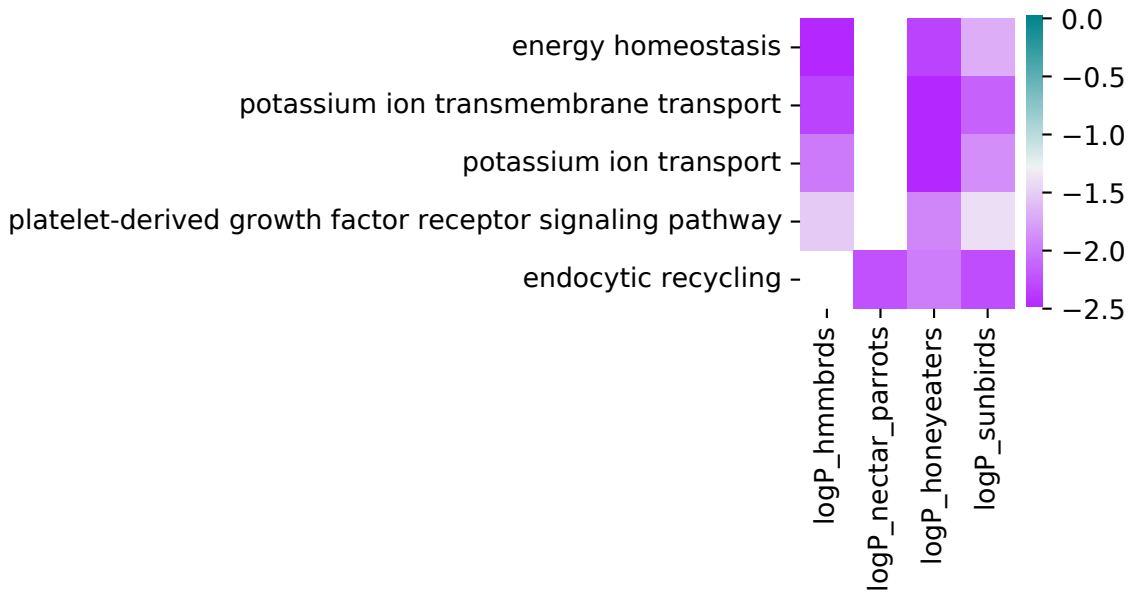 energy homeostasis
potassium ion transmembrane transport
potassium ion transport
platelet-derived growth factor receptor signaling pathway
endocytic recycling
logP_hmmbrds
logP_nectar_parrots
logP_honeyeaters
logP_sunbirds
0.0
−0.5
−1.0
−1.5
−2.0
−2.5